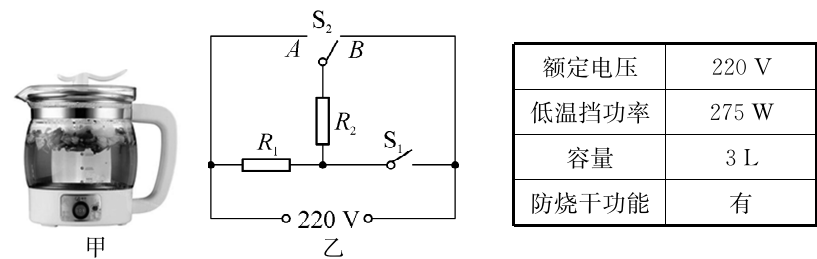 甲
S₂
A B
R₂
R₁
S₁
220 V
乙
额定电压 220 V
低温挡功率 275 W
容量 3 L
防烧干功能 有